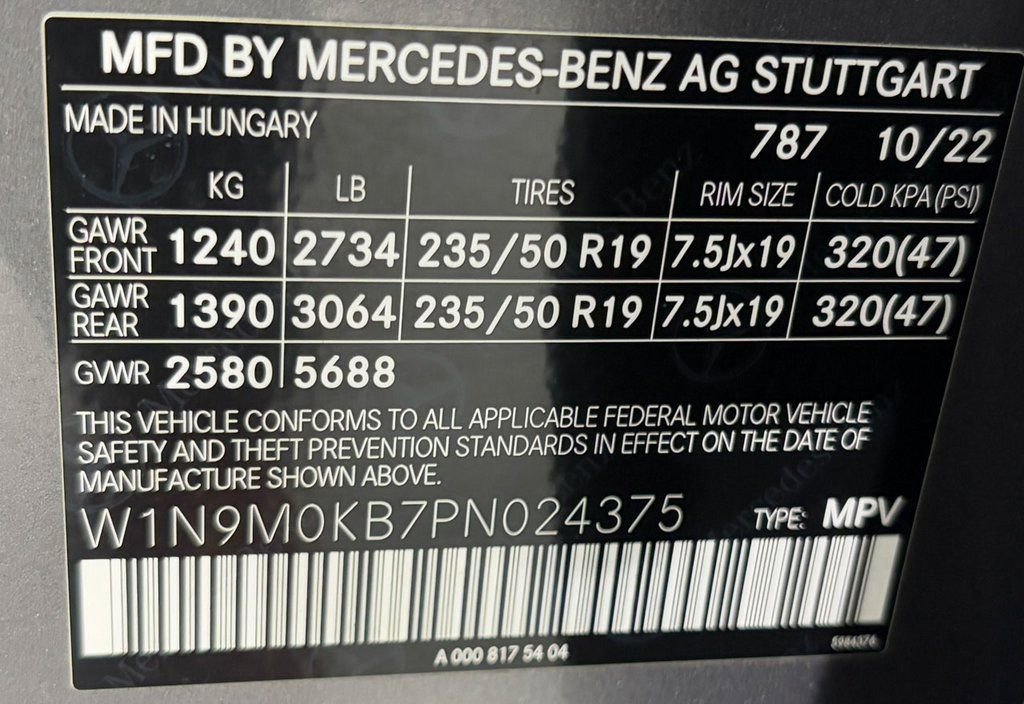 MFD BY MERCEDES-BENZ AG STUTTGART
MADE IN HUNGARY
787 10/22
KG LB TIRES RIM SIZE COLD KPA (PSI)
GAWR FRONT 1240 2734 235/50 R19 7.5Jx19 320(47)
GAWR REAR 1390 3064 235/50 R19 7.5Jx19 320(47)
GVWR 2580 5688
THIS VEHICLE CONFORMS TO ALL APPLICABLE FEDERAL MOTOR VEHICLE
SAFETY AND THEFT PREVENTION STANDARDS IN EFFECT ON THE DATE OF
MANUFACTURE SHOWN ABOVE.
W1N9M0KB7PN024375 TYPE: MPV
A 000 817 54 04